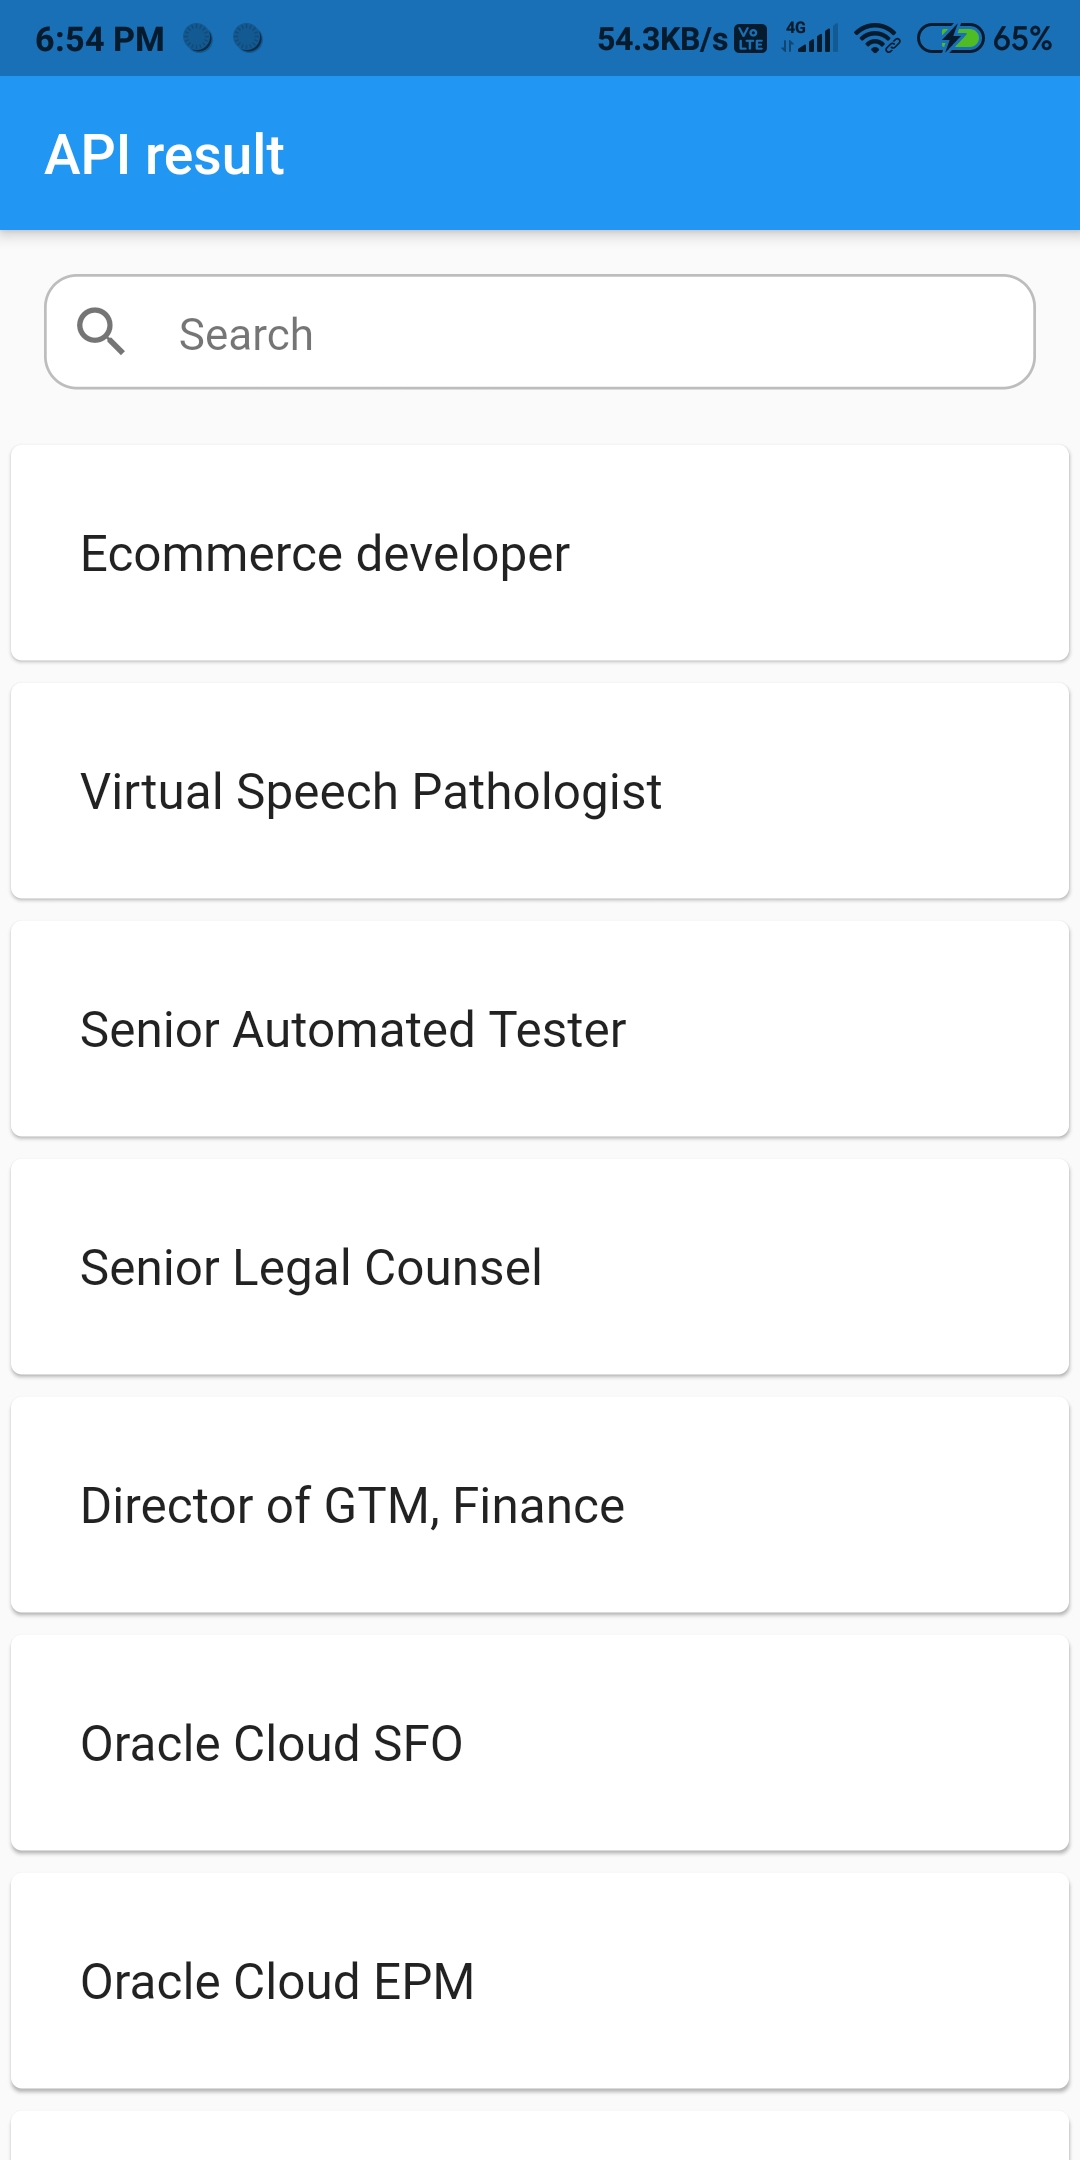 6:54 PM 54.3KB/s Vo LTE 4G 65%
API result
Search
Ecommerce developer
Virtual Speech Pathologist
Senior Automated Tester
Senior Legal Counsel
Director of GTM, Finance
Oracle Cloud SFO
Oracle Cloud EPM